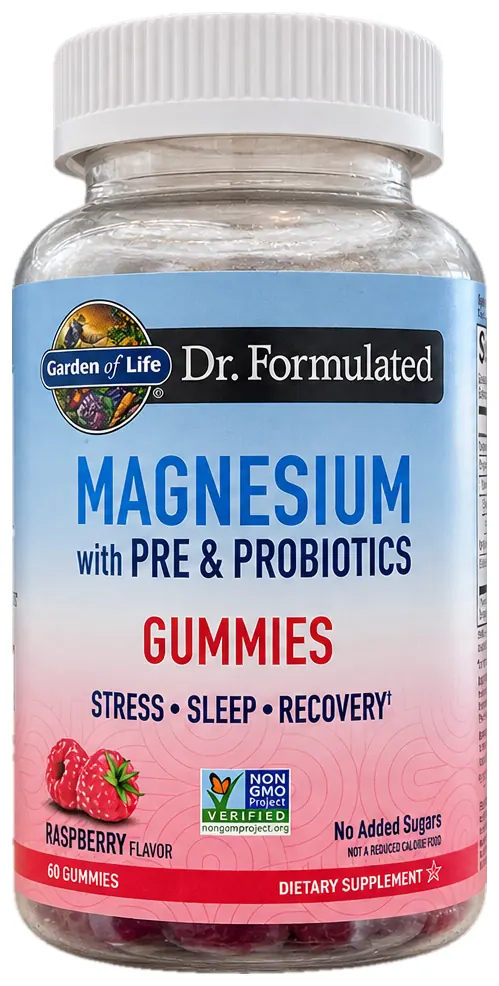 Garden of Life
©
Dr. Formulated
MAGNESIUM
with PRE & PROBIOTICS
GUMMIES
STRESS • SLEEP • RECOVERY†
NON
GMO
Project
VERIFIED
nongomproject.org
RASPBERRY FLAVOR
No Added Sugars
NOT A REDUCED CALORIE FOOD
60 GUMMIES
DIETARY SUPPLEMENT ☆